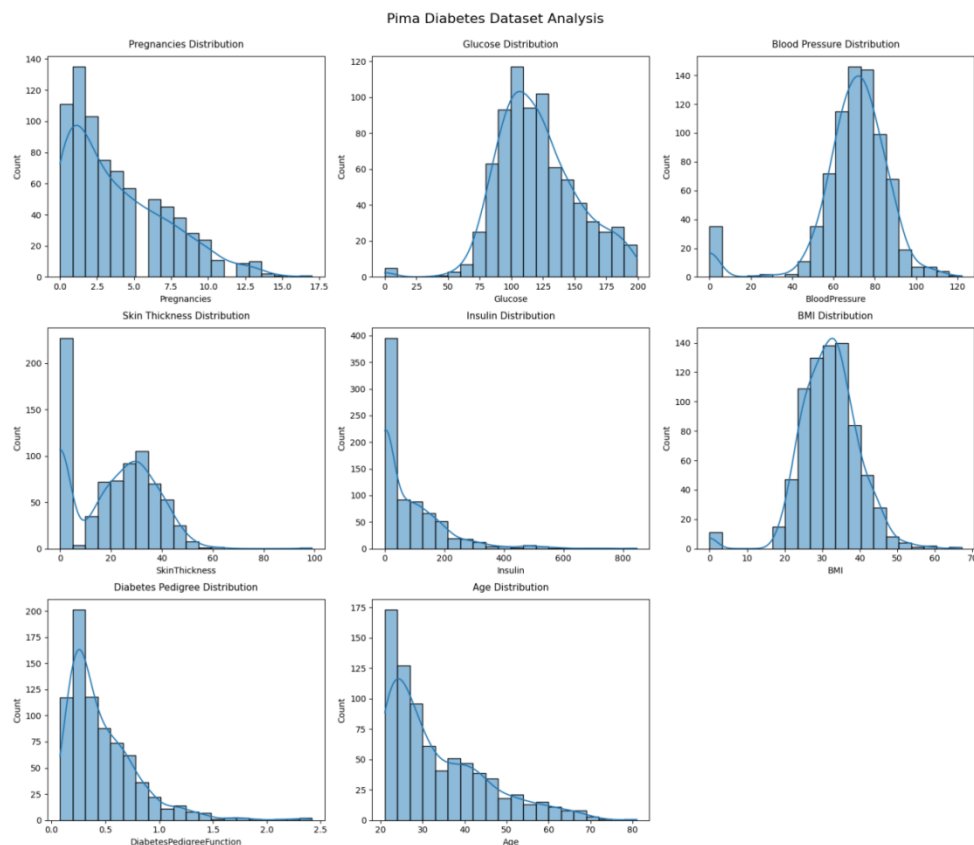 Pima Diabetes Dataset Analysis
Pregnancies Distribution
Count
140
120
100
80
60
40
20
0
0.0 2.5 5.0 7.5 10.0 12.5 15.0 17.5
Pregnancies
Glucose Distribution
Count
120
100
80
60
40
20
0
0 25 50 75 100 125 150 175 200
Glucose
Blood Pressure Distribution
Count
140
120
100
80
60
40
20
0
0 20 40 60 80 100 120
BloodPressure
Skin Thickness Distribution
Count
200
150
100
50
0
0 20 40 60 80 100
SkinThickness
Insulin Distribution
Count
400
350
300
250
200
150
100
50
0
0 200 400 600 800
Insulin
BMI Distribution
Count
140
120
100
80
60
40
20
0
0 10 20 30 40 50 60 70
BMI
Diabetes Pedigree Distribution
Count
200
175
150
125
100
75
50
25
0
0.0 0.5 1.0 1.5 2.0 2.5
DiabetesPedigreeFunction
Age Distribution
Count
175
150
125
100
75
50
25
0
20 30 40 50 60 70 80
Age